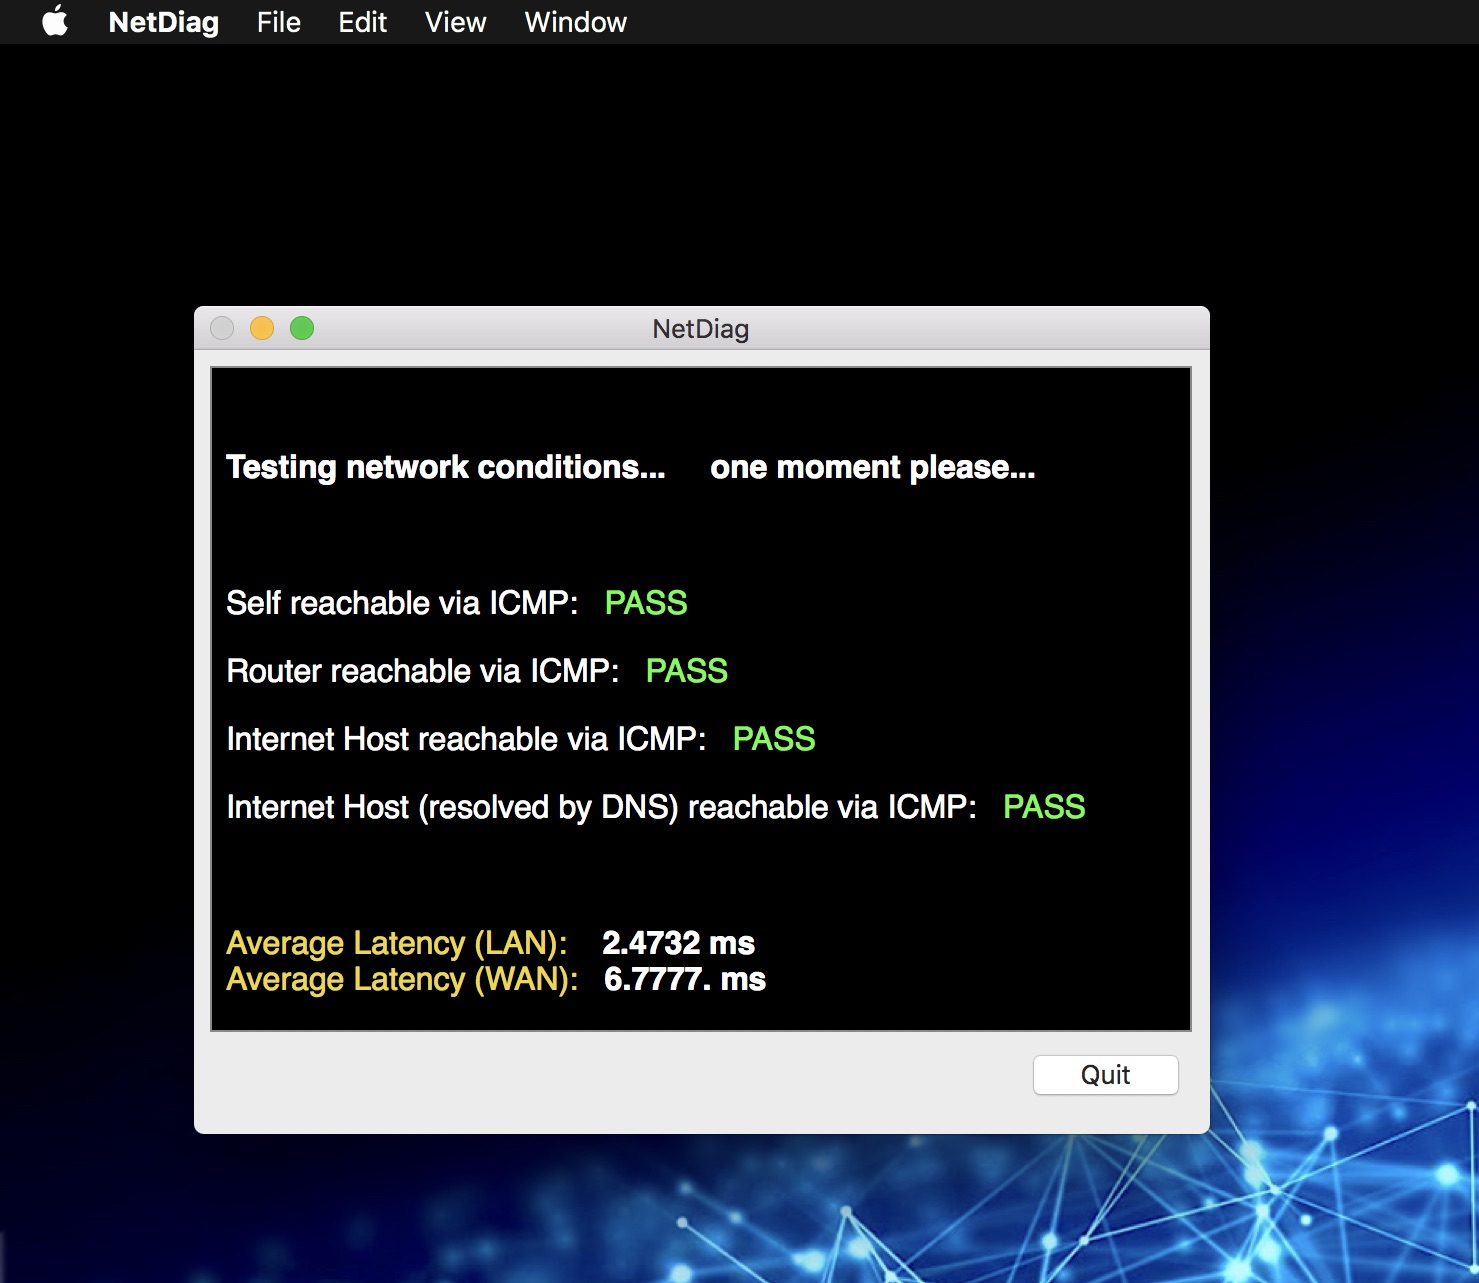 NetDiag File Edit View Window
NetDiag
Testing network conditions... one moment please...
Self reachable via ICMP: PASS
Router reachable via ICMP: PASS
Internet Host reachable via ICMP: PASS
Internet Host (resolved by DNS) reachable via ICMP: PASS
Average Latency (LAN): 2.4732 ms
Average Latency (WAN): 6.7777. ms
Quit